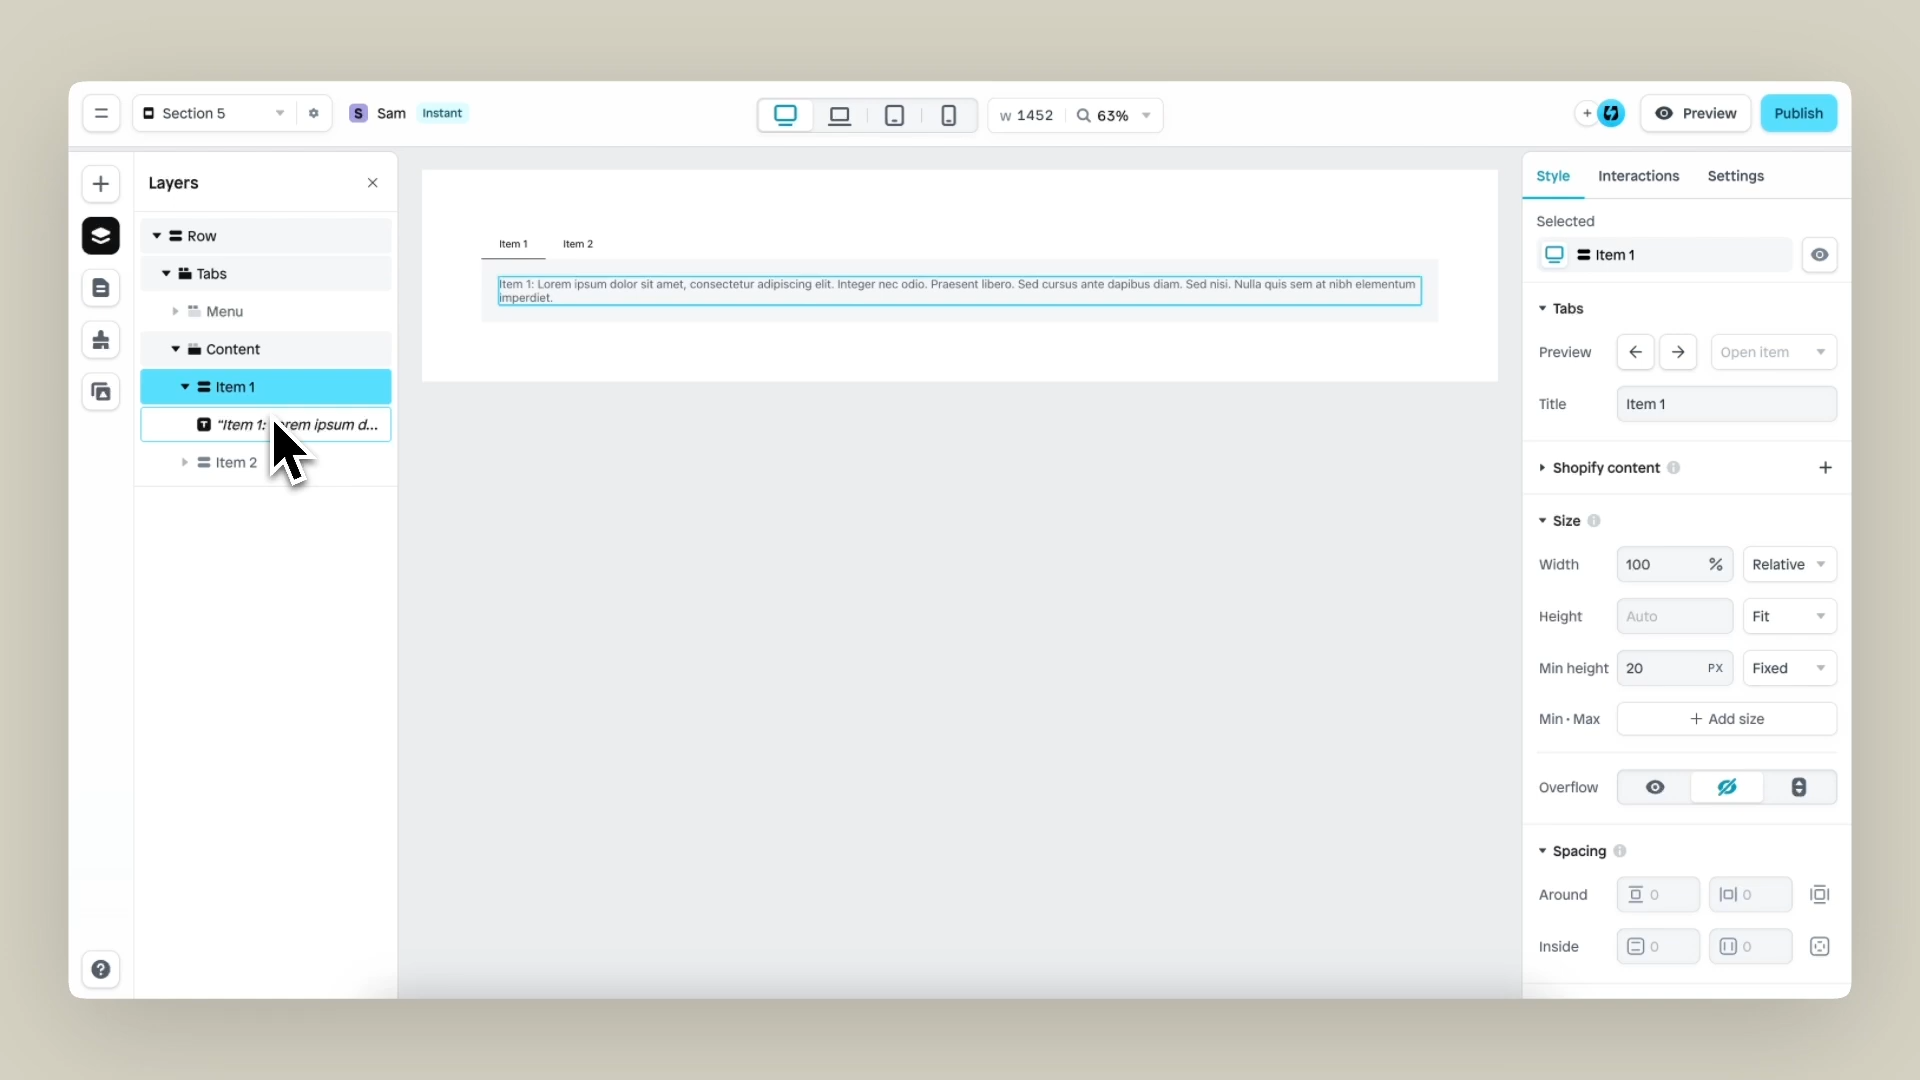 Section 5
S Sam Instant
W 1452 63%
+ Preview Publish
Layers
Row
Tabs
Menu
Content
Item 1
"Item 1: Lorem ipsum d...
Item 2
Item 1 Item 2
Item 1: Lorem ipsum dolor sit amet, consectetur adipiscing elit. Integer nec odio. Praesent libero. Sed cursus ante dapibus diam. Sed nisi. Nulla quis sem at nibh elementum
imperdiet.
Style Interactions Settings
Selected
Item 1
Tabs
Preview Open item
Title Item 1
Shopify content
Size
Width 100 % Relative
Height Auto Fit
Min height 20 PX Fixed
Min · Max + Add size
Overflow
Spacing
Around 0 0
Inside 0 0